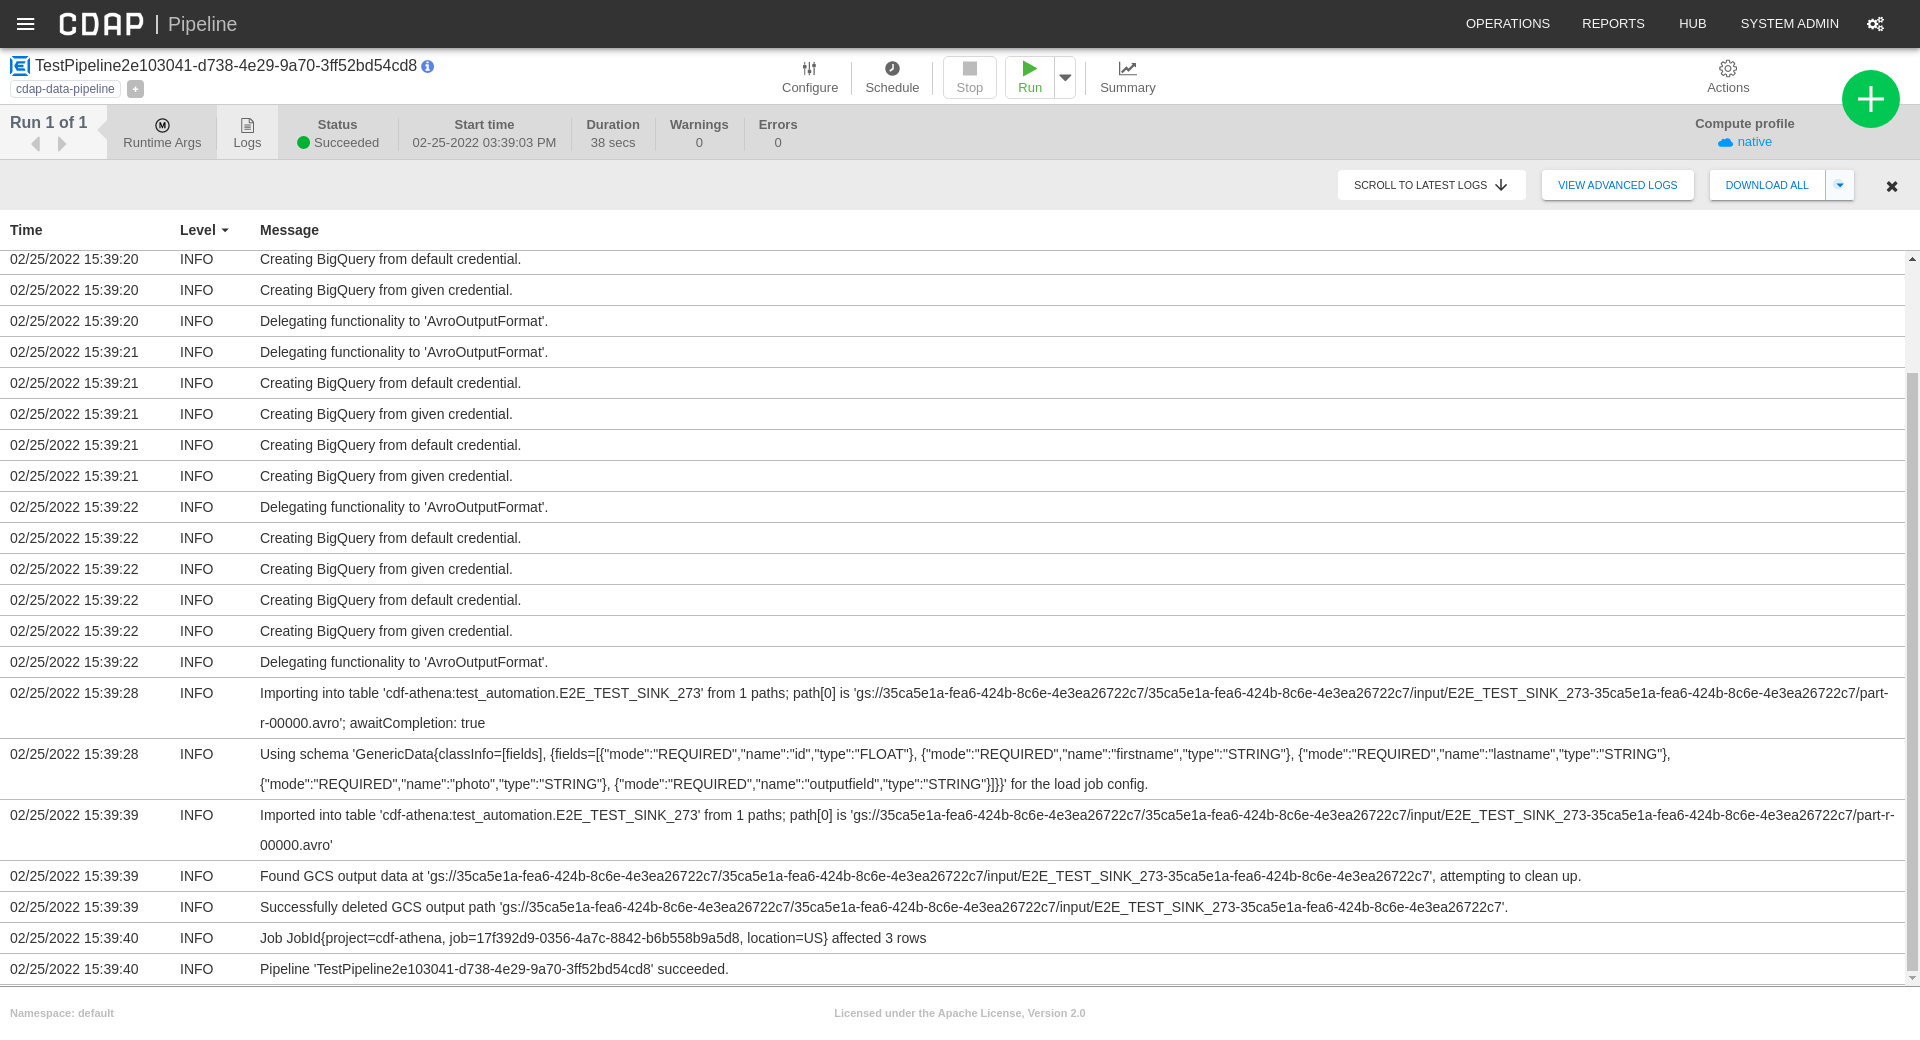 CDAP | Pipeline
OPERATIONS REPORTS HUB SYSTEM ADMIN
TestPipeline2e103041-d738-4e29-9a70-3ff52bd54cd8
cdap-data-pipeline +
Configure Schedule Stop Run Summary Actions
Run 1 of 1
Runtime Args Logs
Status Start time Duration Warnings Errors Compute profile
Succeeded 02-25-2022 03:39:03 PM 38 secs 0 0 native
SCROLL TO LATEST LOGS VIEW ADVANCED LOGS DOWNLOAD ALL
Time Level Message
02/25/2022 15:39:20 INFO Creating BigQuery from default credential.
02/25/2022 15:39:20 INFO Creating BigQuery from given credential.
02/25/2022 15:39:20 INFO Delegating functionality to 'AvroOutputFormat'.
02/25/2022 15:39:21 INFO Delegating functionality to 'AvroOutputFormat'.
02/25/2022 15:39:21 INFO Creating BigQuery from default credential.
02/25/2022 15:39:21 INFO Creating BigQuery from given credential.
02/25/2022 15:39:21 INFO Creating BigQuery from default credential.
02/25/2022 15:39:21 INFO Creating BigQuery from given credential.
02/25/2022 15:39:22 INFO Delegating functionality to 'AvroOutputFormat'.
02/25/2022 15:39:22 INFO Creating BigQuery from default credential.
02/25/2022 15:39:22 INFO Creating BigQuery from given credential.
02/25/2022 15:39:22 INFO Creating BigQuery from default credential.
02/25/2022 15:39:22 INFO Creating BigQuery from given credential.
02/25/2022 15:39:22 INFO Delegating functionality to 'AvroOutputFormat'.
02/25/2022 15:39:28 INFO Importing into table 'cdf-athena:test_automation.E2E_TEST_SINK_273' from 1 paths; path[0] is 'gs://35ca5e1a-fea6-424b-8c6e-4e3ea26722c7/35ca5e1a-fea6-424b-8c6e-4e3ea26722c7/input/E2E_TEST_SINK_273-35ca5e1a-fea6-424b-8c6e-4e3ea26722c7/part-
r-00000.avro'; awaitCompletion: true
02/25/2022 15:39:28 INFO Using schema 'GenericData{classInfo=[fields], {fields=[{"mode":"REQUIRED","name":"id","type":"FLOAT"}, {"mode":"REQUIRED","name":"firstname","type":"STRING"}, {"mode":"REQUIRED","name":"lastname","type":"STRING"},
{"mode":"REQUIRED","name":"photo","type":"STRING"}, {"mode":"REQUIRED","name":"outputfield","type":"STRING"}]}}' for the load job config.
02/25/2022 15:39:39 INFO Imported into table 'cdf-athena:test_automation.E2E_TEST_SINK_273' from 1 paths; path[0] is 'gs://35ca5e1a-fea6-424b-8c6e-4e3ea26722c7/35ca5e1a-fea6-424b-8c6e-4e3ea26722c7/input/E2E_TEST_SINK_273-35ca5e1a-fea6-424b-8c6e-4e3ea26722c7/part-r-
00000.avro'
02/25/2022 15:39:39 INFO Found GCS output data at 'gs://35ca5e1a-fea6-424b-8c6e-4e3ea26722c7/35ca5e1a-fea6-424b-8c6e-4e3ea26722c7/input/E2E_TEST_SINK_273-35ca5e1a-fea6-424b-8c6e-4e3ea26722c7', attempting to clean up.
02/25/2022 15:39:39 INFO Successfully deleted GCS output path 'gs://35ca5e1a-fea6-424b-8c6e-4e3ea26722c7/35ca5e1a-fea6-424b-8c6e-4e3ea26722c7/input/E2E_TEST_SINK_273-35ca5e1a-fea6-424b-8c6e-4e3ea26722c7'.
02/25/2022 15:39:40 INFO Job JobId{project=cdf-athena, job=17f392d9-0356-4a7c-8842-b6b558b9a5d8, location=US} affected 3 rows
02/25/2022 15:39:40 INFO Pipeline 'TestPipeline2e103041-d738-4e29-9a70-3ff52bd54cd8' succeeded.
Namespace: default Licensed under the Apache License, Version 2.0